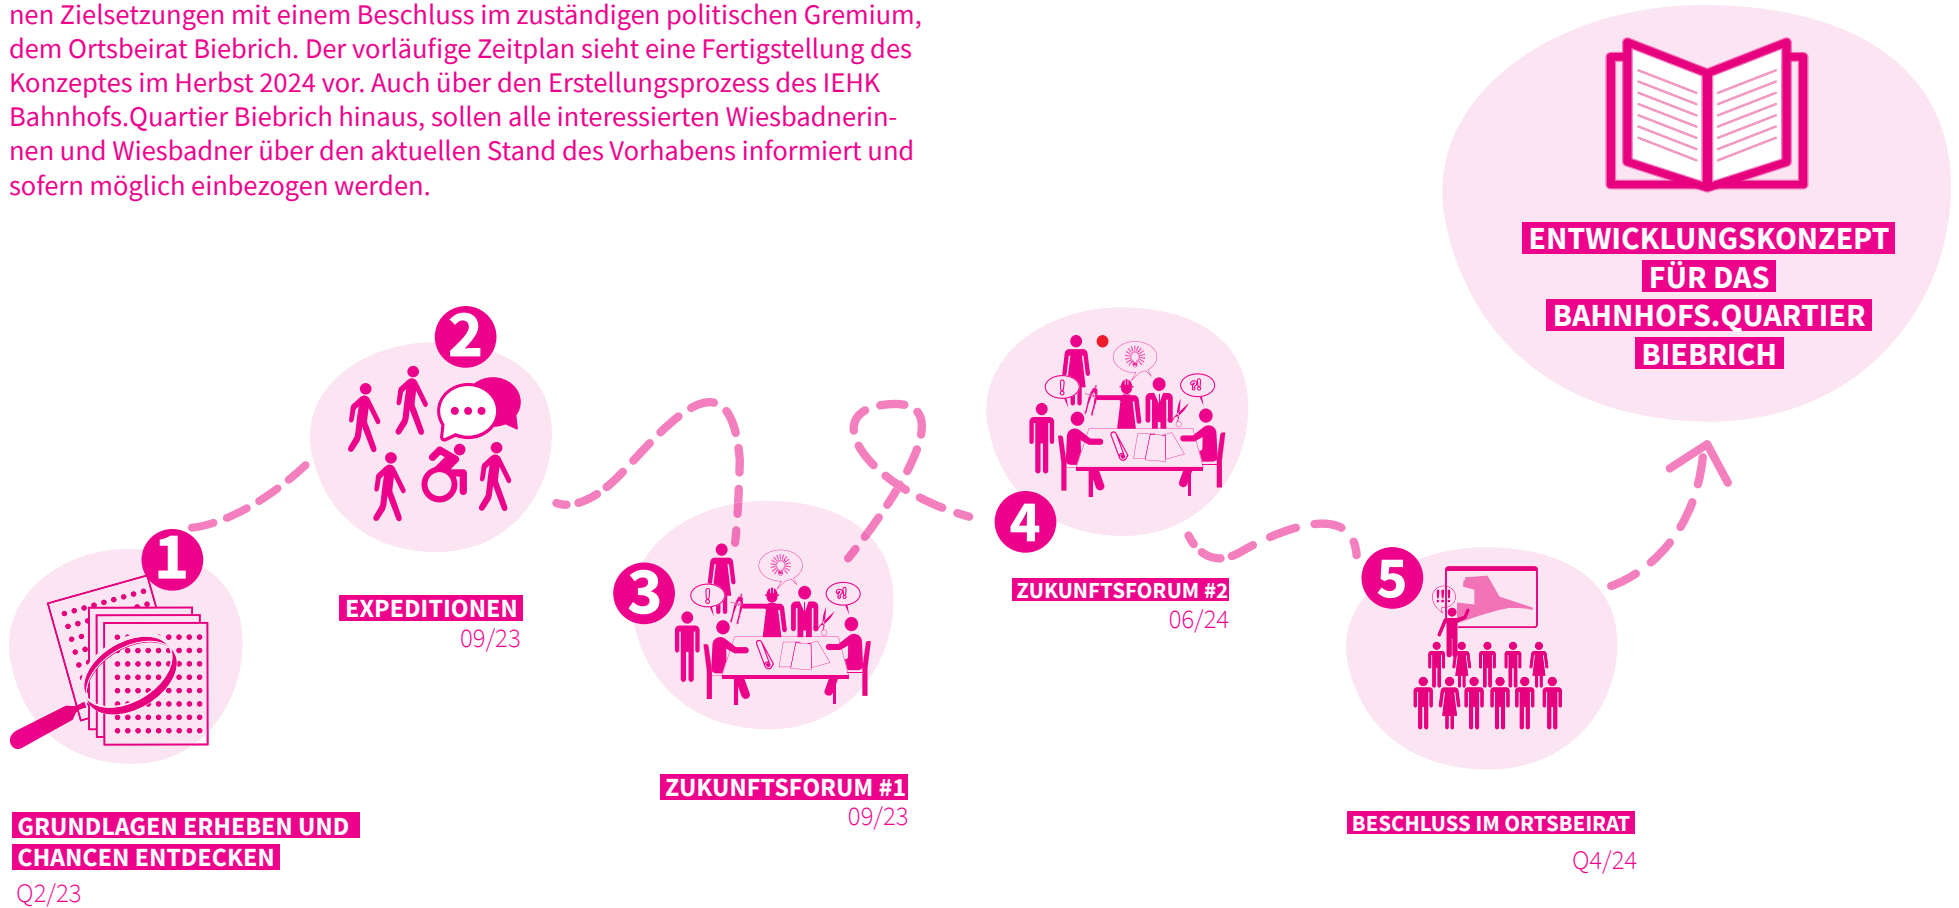 nen Zielsetzungen mit einem Beschluss im zuständigen politischen Gremium,
dem Ortsbeirat Biebrich. Der vorläufige Zeitplan sieht eine Fertigstellung des
Konzeptes im Herbst 2024 vor. Auch über den Erstellungsprozess des IEHK
Bahnhofs.Quartier Biebrich hinaus, sollen alle interessierten Wiesbadnerin-
nen und Wiesbadner über den aktuellen Stand des Vorhabens informiert und
sofern möglich einbezogen werden.
ENTWICKLUNGSKONZEPT
FÜR DAS
BAHNHOFS.QUARTIER
BIEBRICH
1
GRUNDLAGEN ERHEBEN UND
CHANCEN ENTDECKEN
Q2/23
2
EXPEDITIONEN
09/23
3
!
?!
ZUKUNFTSFORUM #1
09/23
4
!
?!
ZUKUNFTSFORUM #2
06/24
5
!!!
BESCHLUSS IM ORTSBEIRAT
Q4/24